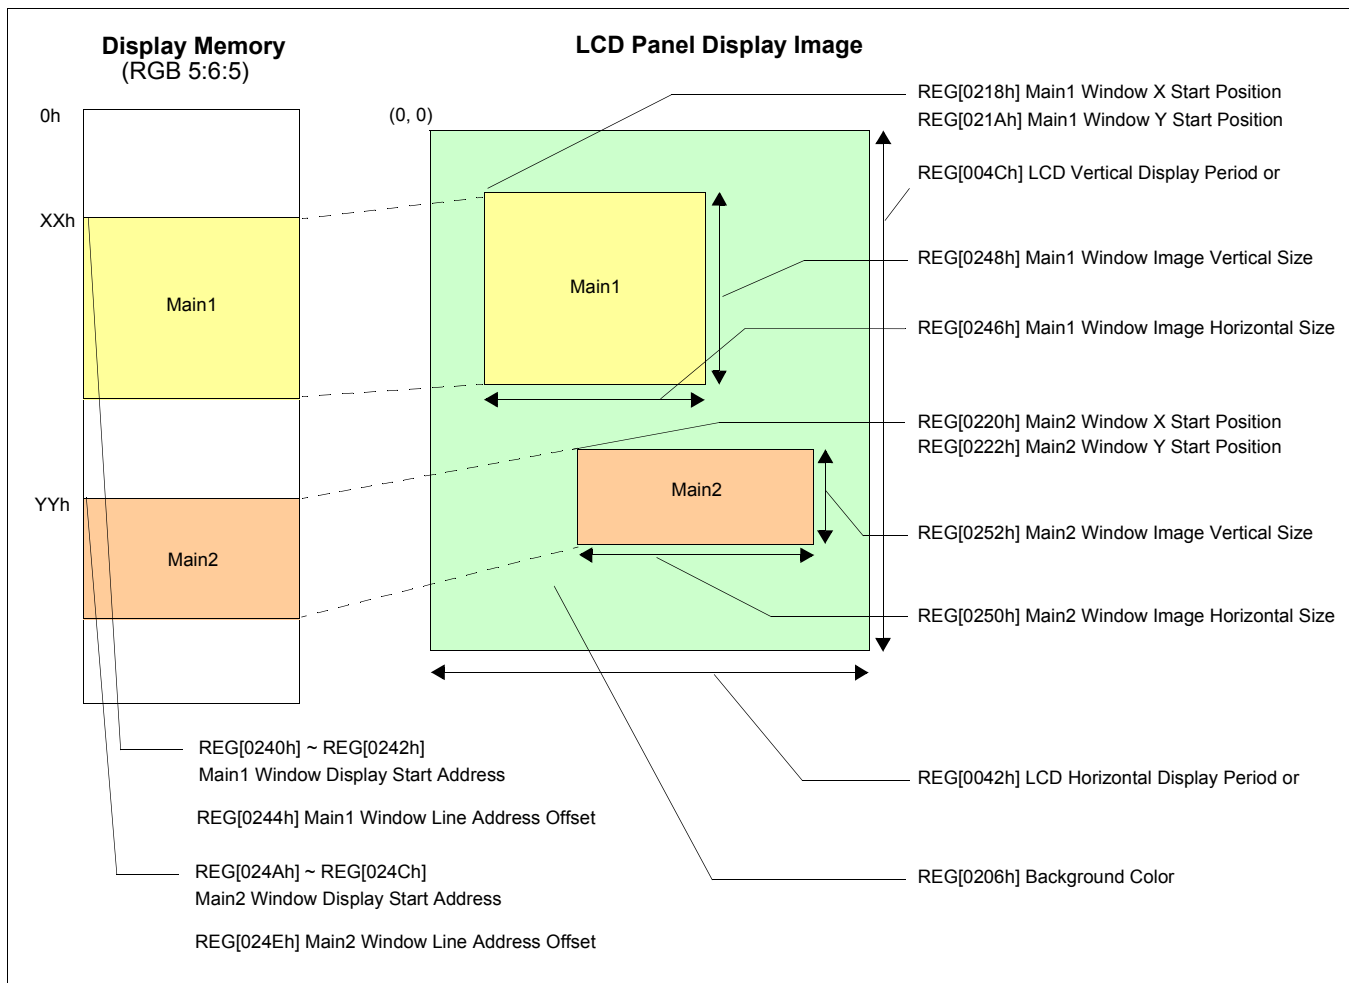 Display Memory
(RGB 5:6:5)
LCD Panel Display Image
0h
XXh
Main1
YYh
Main2
(0, 0)
Main1
Main2
REG[0218h] Main1 Window X Start Position
REG[021Ah] Main1 Window Y Start Position
REG[004Ch] LCD Vertical Display Period or
REG[0248h] Main1 Window Image Vertical Size
REG[0246h] Main1 Window Image Horizontal Size
REG[0220h] Main2 Window X Start Position
REG[0222h] Main2 Window Y Start Position
REG[0252h] Main2 Window Image Vertical Size
REG[0250h] Main2 Window Image Horizontal Size
REG[0042h] LCD Horizontal Display Period or
REG[0206h] Background Color
REG[0240h] ~ REG[0242h]
Main1 Window Display Start Address
REG[0244h] Main1 Window Line Address Offset
REG[024Ah] ~ REG[024Ch]
Main2 Window Display Start Address
REG[024Eh] Main2 Window Line Address Offset